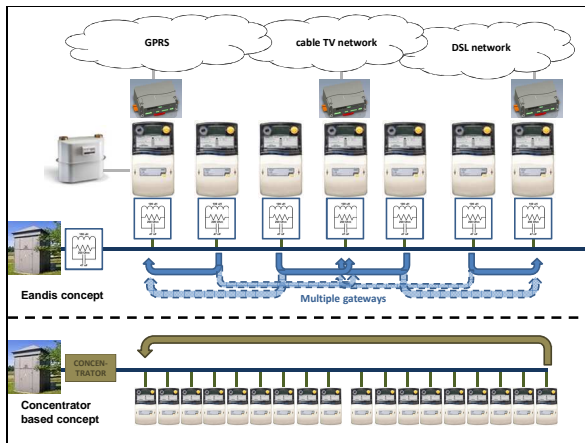 GPRS
cable TV network
DSL network
Eandis concept
Multiple gateways
CONCEN-
TRATOR
Concentrator
based concept